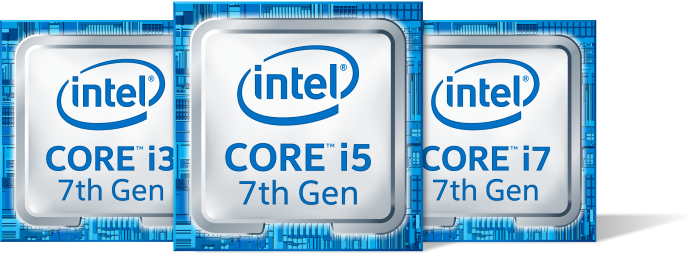 intel®
CORE™ i3
7th Gen
intel®
CORE™ i5
7th Gen
intel®
CORE™ i7
7th Gen